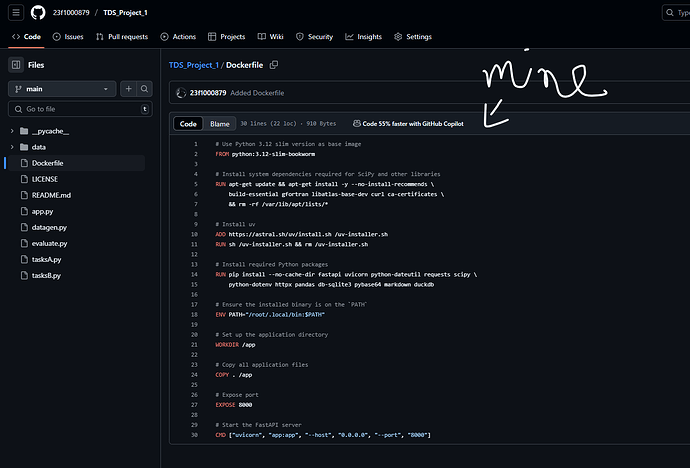 23f1000879 / TDS_Project_1
Type
Code Issues Pull requests Actions Projects Wiki Security Insights Settings
Files
main
Go to file t
__pycache__
data
Dockerfile
LICENSE
README.md
app.py
datagen.py
evaluate.py
tasksA.py
tasksB.py
TDS_Project_1 / Dockerfile
mine
23f1000879 Added Dockerfile
Code Blame 30 lines (22 loc) · 910 Bytes Code 55% faster with GitHub Copilot
1 # Use Python 3.12 slim version as base image
2 FROM python:3.12-slim-bookworm
3
4 # Install system dependencies required for SciPy and other libraries
5 RUN apt-get update && apt-get install -y --no-install-recommends \
6 build-essential gfortran libatlas-base-dev curl ca-certificates \
7 && rm -rf /var/lib/apt/lists/*
8
9 # Install uv
10 ADD https://astral.sh/uv/install.sh /uv-installer.sh
11 RUN sh /uv-installer.sh && rm /uv-installer.sh
12
13 # Install required Python packages
14 RUN pip install --no-cache-dir fastapi uvicorn python-dateutil requests scipy \
15 python-dotenv httpx pandas db-sqlite3 pybase64 markdown duckdb
16
17 # Ensure the installed binary is on the `PATH`
18 ENV PATH="/root/.local/bin:$PATH"
19
20 # Set up the application directory
21 WORKDIR /app
22
23 # Copy all application files
24 COPY . /app
25
26 # Expose port
27 EXPOSE 8000
28
29 # Start the FastAPI server
30 CMD ["uvicorn", "app:app", "--host", "0.0.0.0", "--port", "8000"]